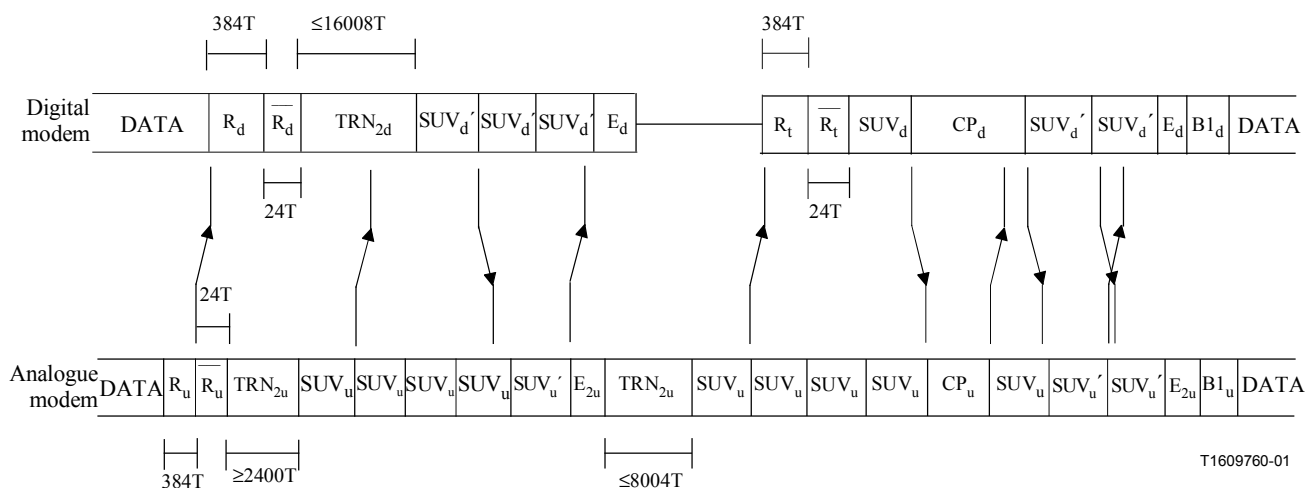 384T ≤16008T 384T
Digital modem DATA R_d R̅_d TRN_2d SUV_d´ SUV_d´ SUV_d´ E_d R_t R̅_t SUV_d CP_d SUV_d´ SUV_d´ E_d B1_d DATA
24T 24T
24T
Analogue modem DATA R_u R̅_u TRN_2u SUV_u SUV_u SUV_u SUV_u SUV_u´ E_2u TRN_2u SUV_u SUV_u SUV_u SUV_u CP_u SUV_u SUV_u´ SUV_u´ E_2u B1_u DATA
384T ≥2400T ≤8004T
T1609760-01